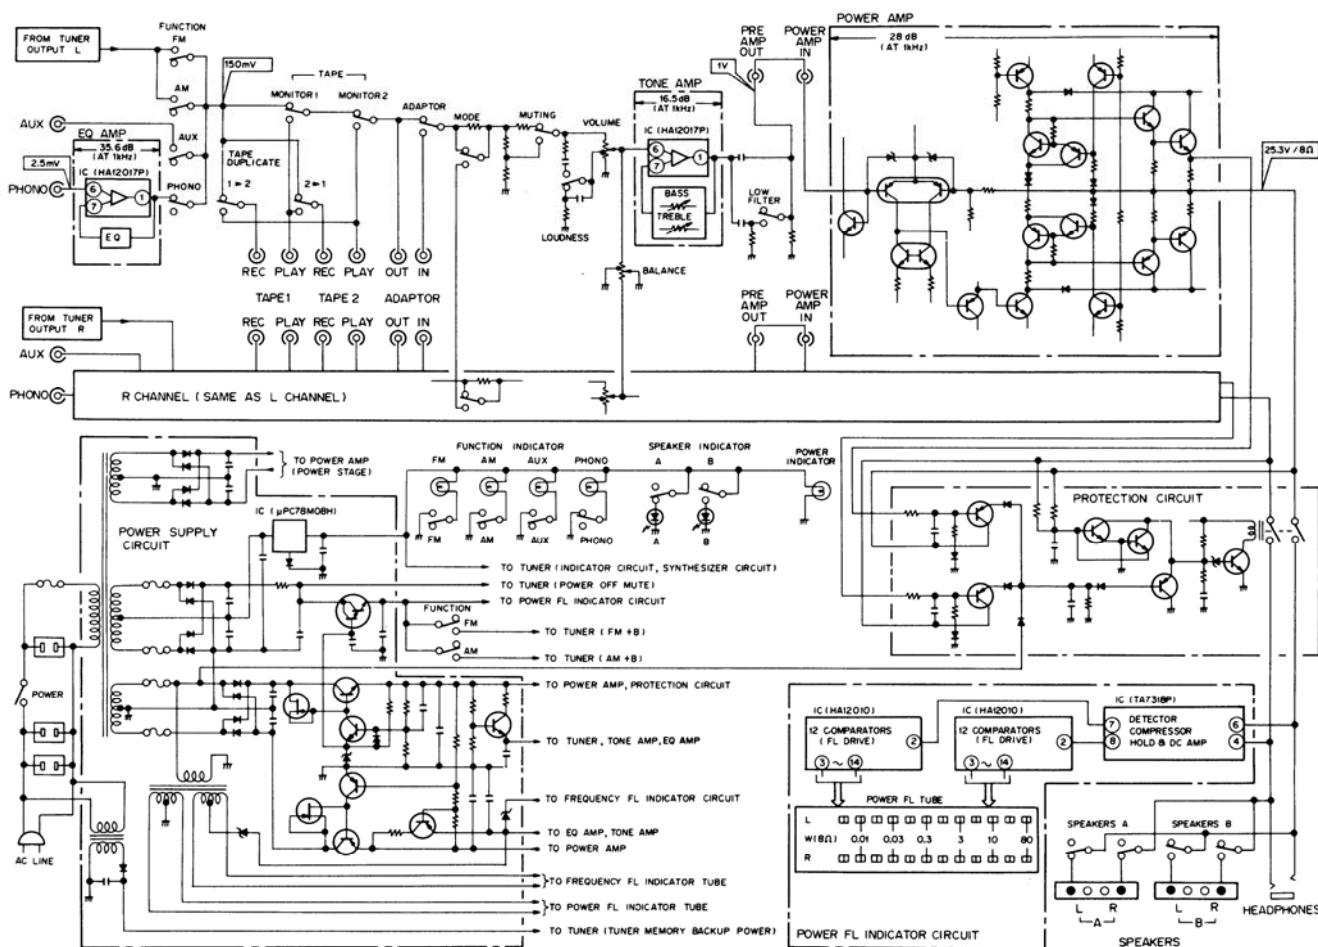 FROM TUNER
OUTPUT L
FUNCTION
FM
AM
AUX
PHONO
AUX
EQ AMP
35.6dB
(AT 1kHz)
IC (HA12017P)
2.5mV
PHONO
6
7
1
EQ
150mV
TAPE
MONITOR 1
MONITOR 2
ADAPTOR
TAPE
DUPLICATE
1►2
2►1
MODE
MUTING
VOLUME
LOUDNESS
BALANCE
REC PLAY REC PLAY OUT IN
TAPE 1 TAPE 2 ADAPTOR
REC PLAY REC PLAY OUT IN
TONE AMP
16.5dB
(AT 1kHz)
IC (HA12017P)
6
7
1
BASS
TREBLE
LOW
FILTER
PRE
AMP
OUT
POWER
AMP
IN
1V
PRE
AMP
OUT
POWER
AMP
IN
POWER AMP
28 dB
(AT 1kHz)
25.3V/8Ω
FROM TUNER
OUTPUT R
AUX
PHONO
R CHANNEL (SAME AS L CHANNEL)
TO POWER AMP
(POWER STAGE)
POWER SUPPLY
CIRCUIT
IC (μPC78M08H)
FUNCTION INDICATOR
FM AM AUX PHONO
FM AM AUX PHONO
SPEAKER INDICATOR
A B
A B
POWER
INDICATOR
PROTECTION CIRCUIT
TO TUNER (INDICATOR CIRCUIT, SYNTHESIZER CIRCUIT)
TO TUNER (POWER OFF MUTE)
TO POWER FL INDICATOR CIRCUIT
FUNCTION
FM
TO TUNER (FM +B)
AM
TO TUNER (AM +B)
TO POWER AMP, PROTECTION CIRCUIT
TO TUNER, TONE AMP, EQ AMP
TO FREQUENCY FL INDICATOR CIRCUIT
TO EQ AMP, TONE AMP
TO POWER AMP
TO FREQUENCY FL INDICATOR TUBE
TO POWER FL INDICATOR TUBE
TO TUNER (TUNER MEMORY BACKUP POWER)
POWER
AC LINE
IC (HA12010)
12 COMPARATORS
(FL DRIVE)
2
3 ~ 14
IC (HA12010)
12 COMPARATORS
(FL DRIVE)
2
3 ~ 14
IC (TA7318P)
7
8
DETECTOR
COMPRESSOR
HOLD & DC AMP
6
4
POWER FL TUBE
L
W(8Ω) 0.01 0.03 0.3 3 10 80
R
POWER FL INDICATOR CIRCUIT
SPEAKERS A SPEAKERS B
L R L R
A B
SPEAKERS
HEADPHONES